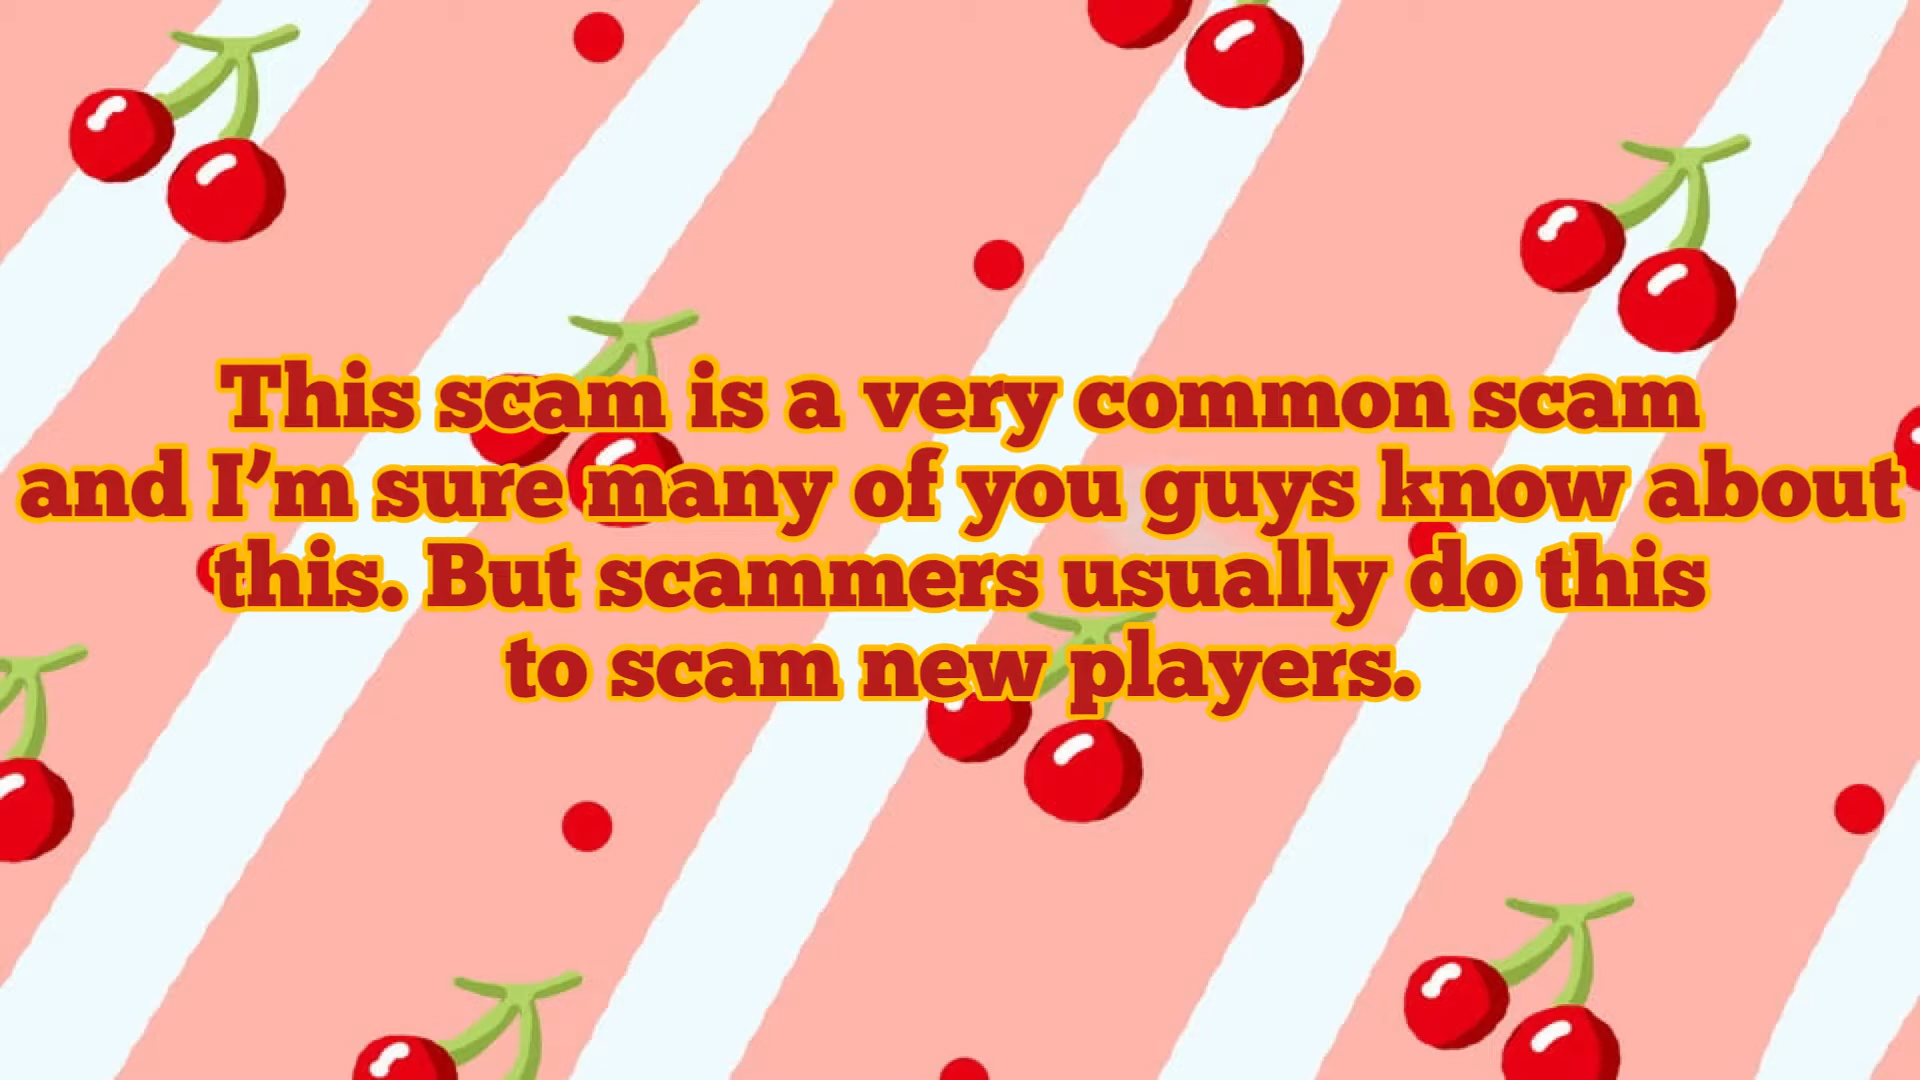 This scam is a very common scam
and I’m sure many of you guys know about
this. But scammers usually do this
to scam new players.